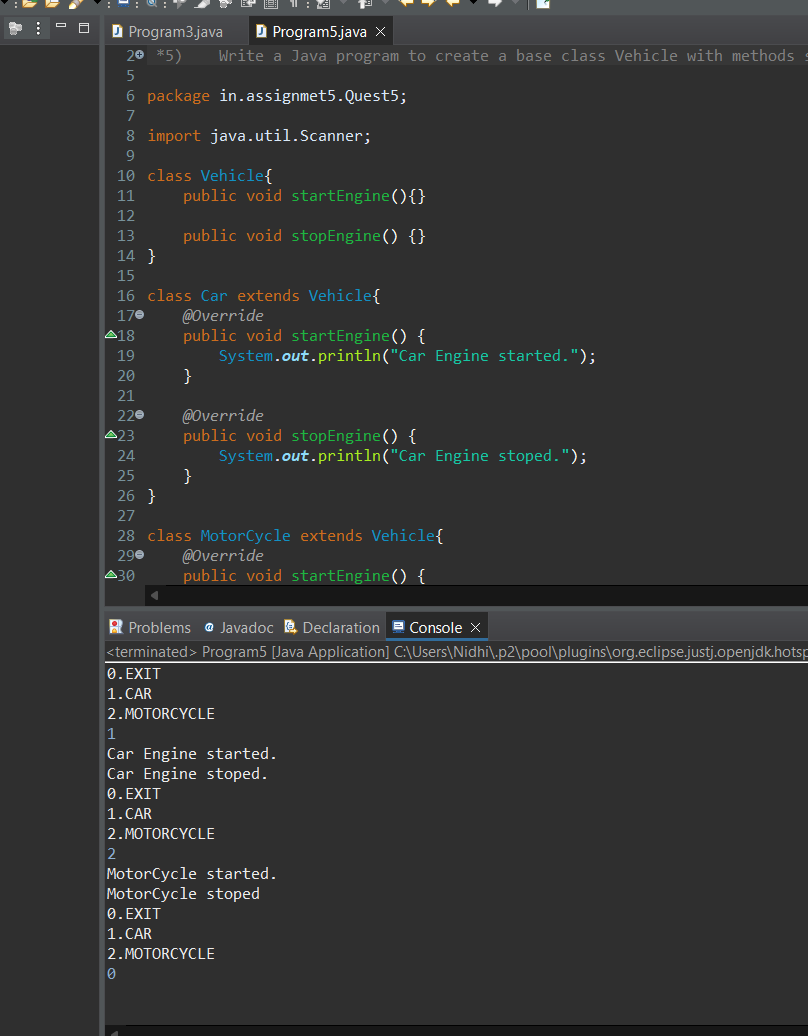 Program3.java Program5.java
2 *5) Write a Java program to create a base class Vehicle with methods s
5
6 package in.assignmet5.Quest5;
7
8 import java.util.Scanner;
9
10 class Vehicle{
11 public void startEngine(){}
12
13 public void stopEngine() {}
14 }
15
16 class Car extends Vehicle{
17 @Override
18 public void startEngine() {
19 System.out.println("Car Engine started.");
20 }
21
22 @Override
23 public void stopEngine() {
24 System.out.println("Car Engine stoped.");
25 }
26 }
27
28 class MotorCycle extends Vehicle{
29 @Override
30 public void startEngine() {
Problems Javadoc Declaration Console
<terminated> Program5 [Java Application] C:\Users\Nidhi\.p2\pool\plugins\org.eclipse.justj.openjdk.hotsp
0.EXIT
1.CAR
2.MOTORCYCLE
1
Car Engine started.
Car Engine stoped.
0.EXIT
1.CAR
2.MOTORCYCLE
2
MotorCycle started.
MotorCycle stoped
0.EXIT
1.CAR
2.MOTORCYCLE
0